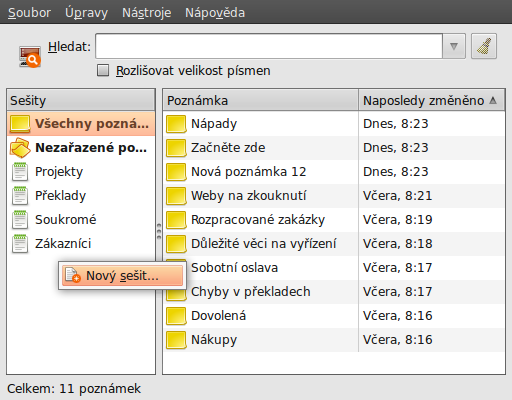 Soubor Úpravy Nástroje Nápověda
Hledat:
Rozlišovat velikost písmen
Sešity
Všechny pozná...
Nezařazené po...
Projekty
Překlady
Soukromé
Zákazníci
Nový sešit...
Poznámka Naposledy změněno
Nápady Dnes, 8:23
Začněte zde Dnes, 8:23
Nová poznámka 12 Dnes, 8:23
Weby na zkouknutí Včera, 8:21
Rozpracované zakázky Včera, 8:19
Důležité věci na vyřízení Včera, 8:18
Sobotní oslava Včera, 8:17
Chyby v překladech Včera, 8:17
Dovolená Včera, 8:16
Nákupy Včera, 8:16
Celkem: 11 poznámek